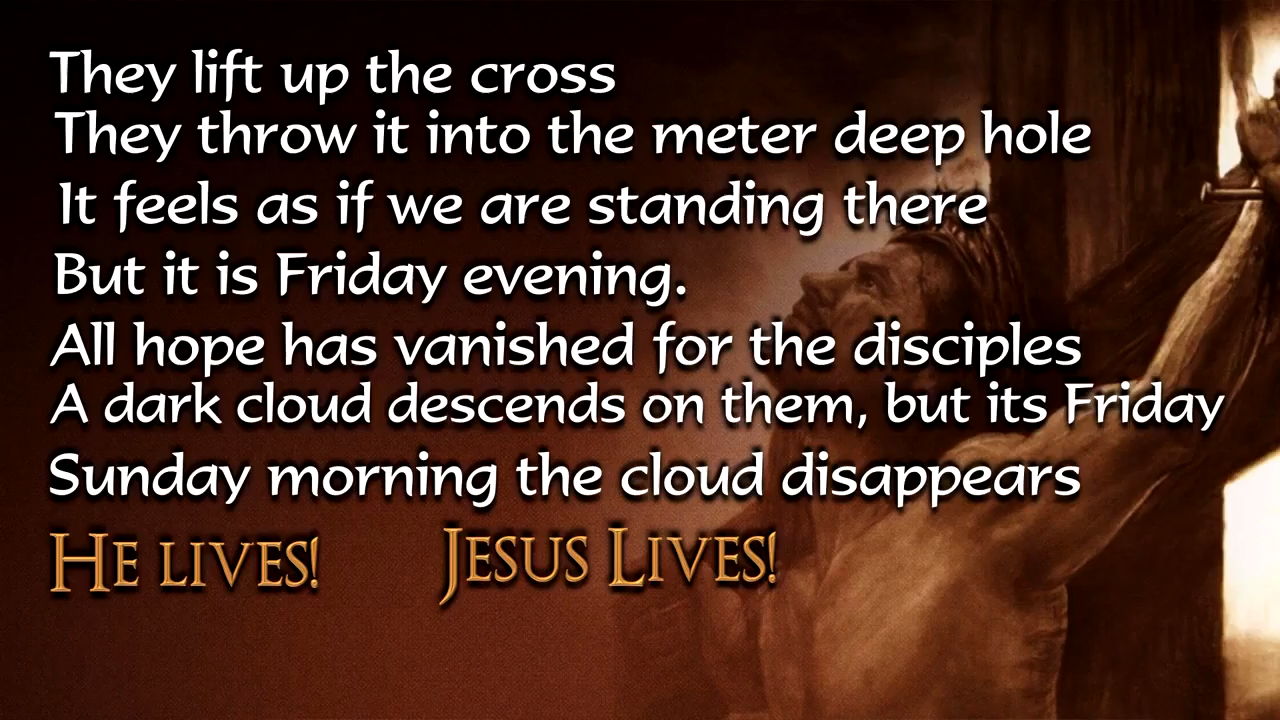 They lift up the cross
They throw it into the meter deep hole
It feels as if we are standing there
But it is Friday evening.
All hope has vanished for the disciples
A dark cloud descends on them, but its Friday
Sunday morning the cloud disappears
HE LIVES! JESUS LIVES!